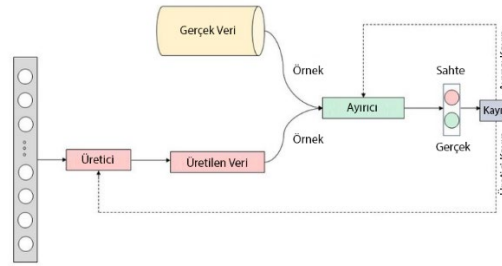 Gerçek Veri
Örnek
Sahte
Ayırıcı
Gerçek
Örnek
Üretici
Üretilen Veri